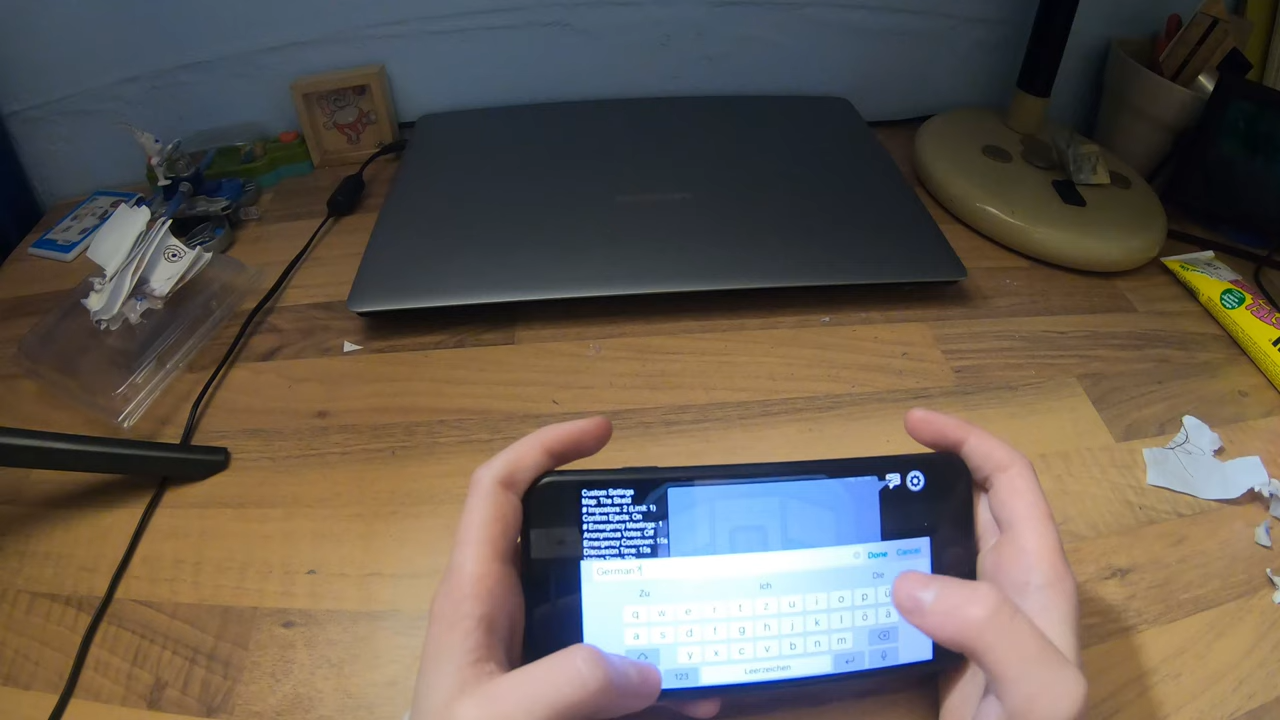 Custom Settings
Map: The Skeld
# Impostors: 2 (Limit: 1)
Confirm Ejects: On
# Emergency Meetings: 1
Anonymous Votes: Off
Emergency Cooldown: 15s
Discussion Time: 15s
German?
Done
Cancel
Zu
Ich
Die
q w e r t z u i o p ü
a s d f g h j k l ö ä
y x c v b n m
123
Leerzeichen